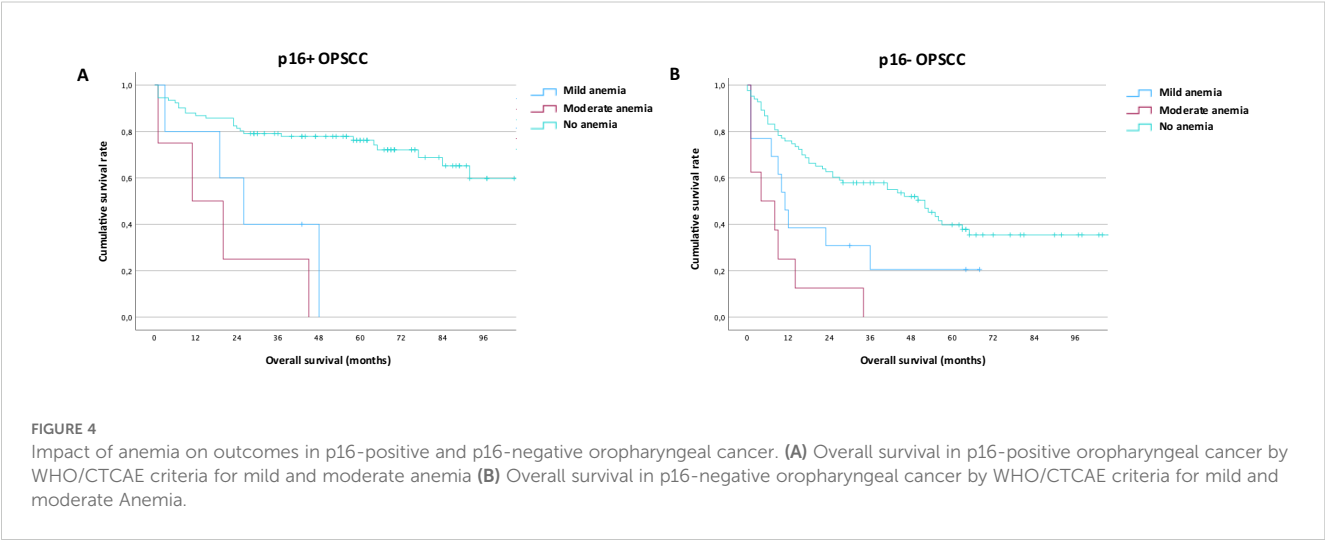 p16+ OPSCC
A
Cumulative survival rate
1,0
0,8
0,6
0,4
0,2
0,0
0 12 24 36 48 60 72 84 96
Overall survival (months)
Mild anemia
Moderate anemia
No anemia
p16- OPSCC
B
Cumulative survival rate
1,0
0,8
0,6
0,4
0,2
0,0
0 12 24 36 48 60 72 84 96
Overall survival (months)
Mild anemia
Moderate anemia
No anemia
FIGURE 4
Impact of anemia on outcomes in p16-positive and p16-negative oropharyngeal cancer. (A) Overall survival in p16-positive oropharyngeal cancer by
WHO/CTCAE criteria for mild and moderate anemia (B) Overall survival in p16-negative oropharyngeal cancer by WHO/CTCAE criteria for mild and
moderate Anemia.